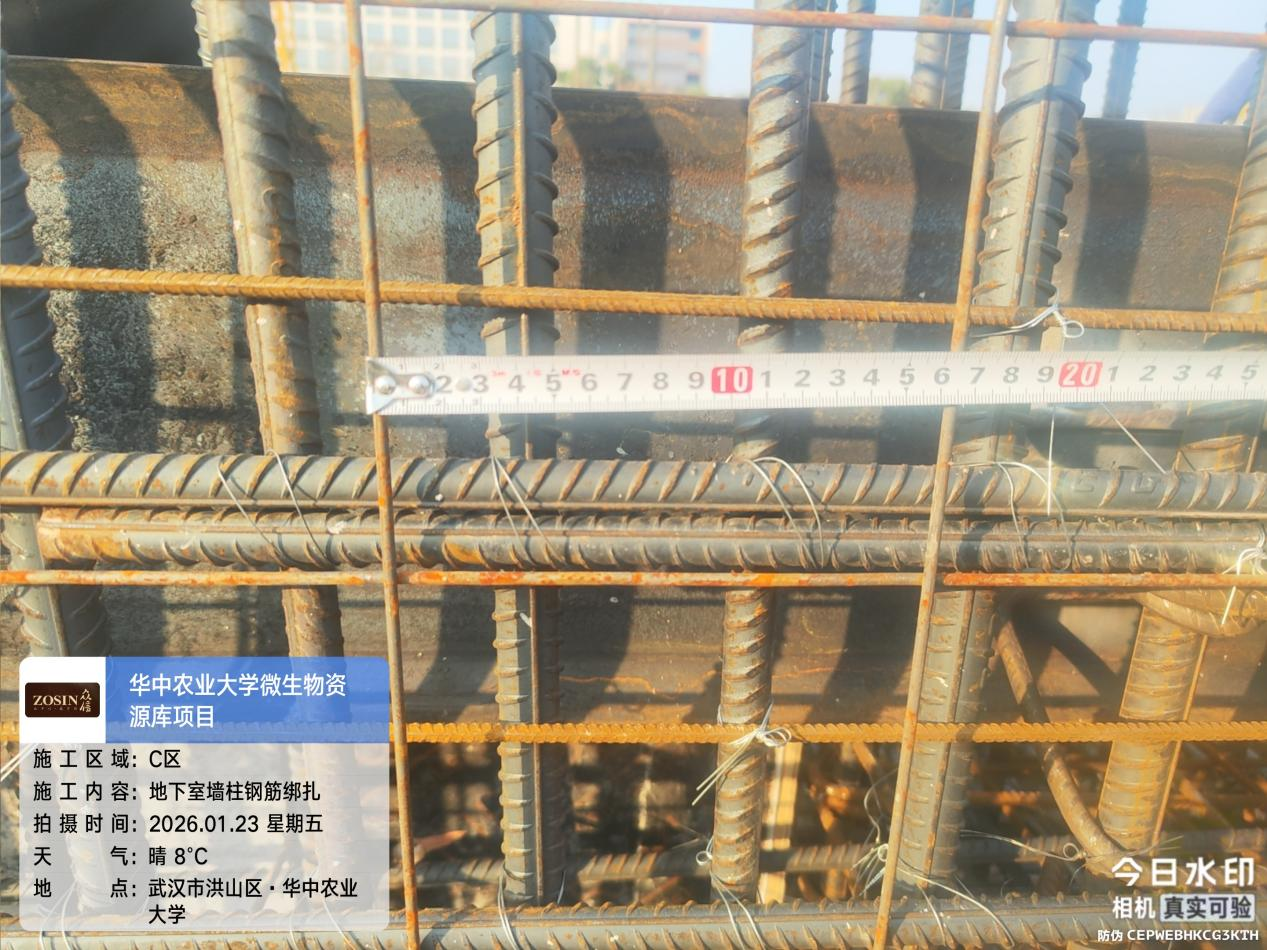 2 3 4 5 6 7 8 9 10 1 2 3 4 5 6 7 8 9 20 1 2 3 4 5
ZOSIN 众信
华中农业大学微生物资
源库项目
施工区域：C区
施工内容：地下室墙柱钢筋绑扎
拍摄时间：2026.01.23 星期五
天气：晴 8℃
地点：武汉市洪山区·华中农业
大学
今日水印
相机 真实可验
防伪 CEPWEBHKCG3KTH